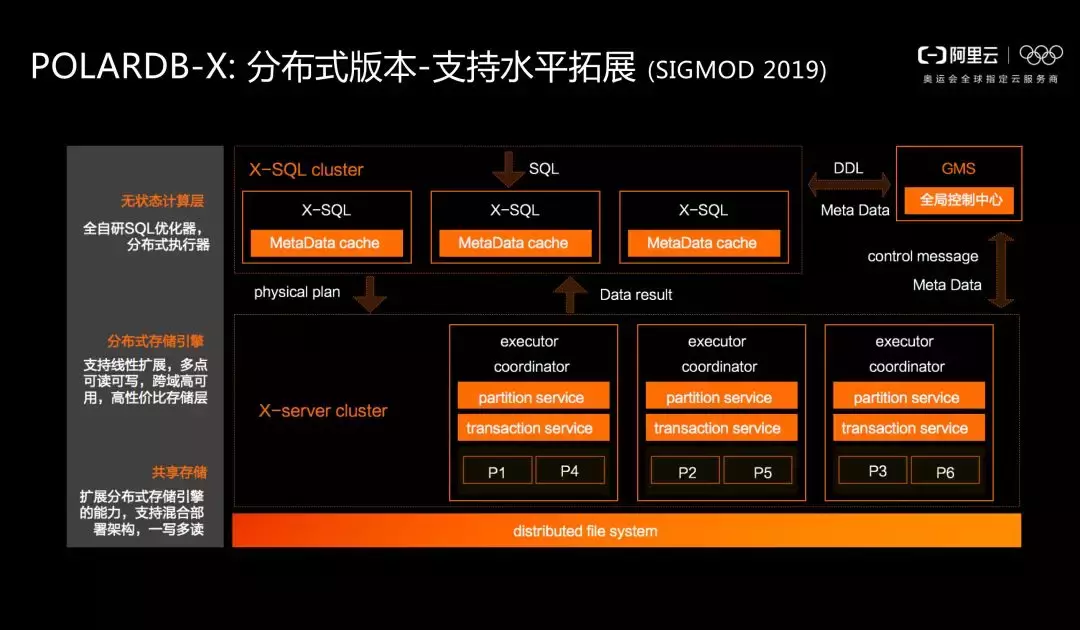 POLARDB-X: 分布式版本-支持水平拓展 (SIGMOD 2019)
阿里云
奥运会全球指定云服务商
无状态计算层
全自研SQL优化器，
分布式执行器
分布式存储引擎
支持线性扩展，多点
可读可写，跨域高可
用，高性价比存储层
共享存储
扩展分布式存储引擎
的能力，支持混合部
署架构，一写多读
X-SQL cluster
SQL
X-SQL
MetaData cache
X-SQL
MetaData cache
X-SQL
MetaData cache
DDL
Meta Data
GMS
全局控制中心
control message
Meta Data
physical plan
Data result
X-server cluster
executor
coordinator
partition service
transaction service
P1
P4
executor
coordinator
partition service
transaction service
P2
P5
executor
coordinator
partition service
transaction service
P3
P6
distributed file system